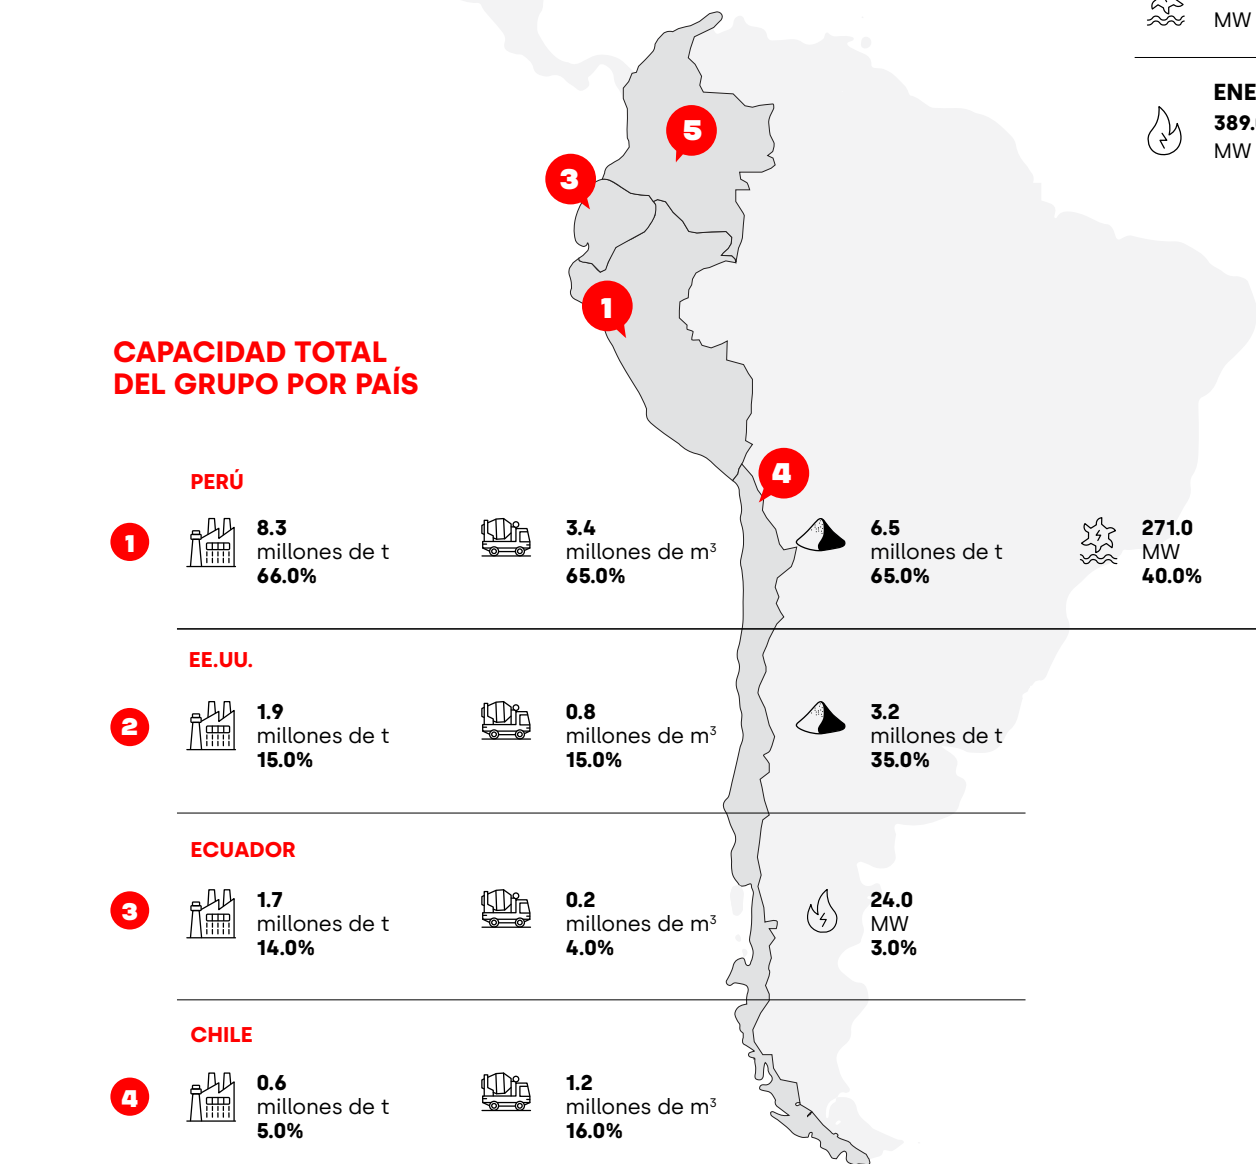 MW
ENE
389.
MW
5
3
1
CAPACIDAD TOTAL
DEL GRUPO POR PAÍS
4
PERÚ
1
8.3
millones de t
66.0%
3.4
millones de m³
65.0%
6.5
millones de t
65.0%
271.0
MW
40.0%
EE.UU.
2
1.9
millones de t
15.0%
0.8
millones de m³
15.0%
3.2
millones de t
35.0%
ECUADOR
3
1.7
millones de t
14.0%
0.2
millones de m³
4.0%
24.0
MW
3.0%
CHILE
4
0.6
millones de t
5.0%
1.2
millones de m³
16.0%